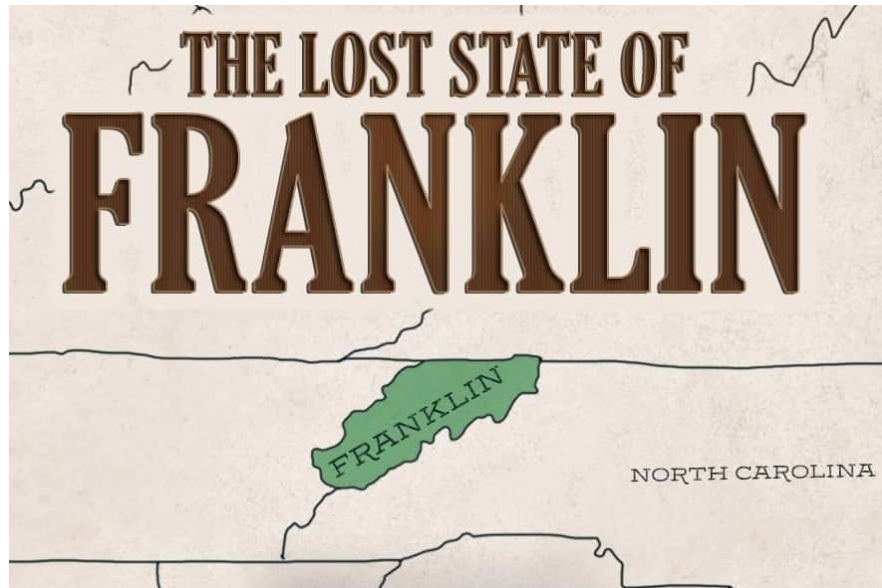 THE LOST STATE OF
FRANKLIN
FRANKLIN
NORTH CAROLINA